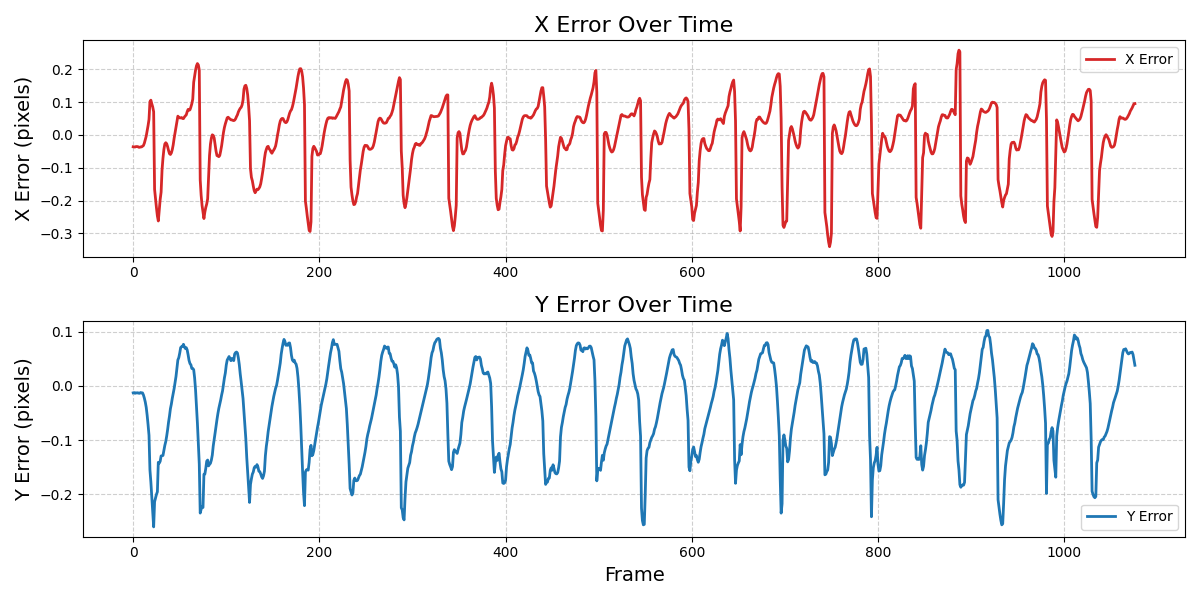 X Error Over Time
X Error (pixels)
0.2
0.1
0.0
−0.1
−0.2
−0.3
X Error
0 200 400 600 800 1000
Y Error Over Time
Y Error (pixels)
0.1
0.0
−0.1
−0.2
Y Error
0 200 400 600 800 1000
Frame